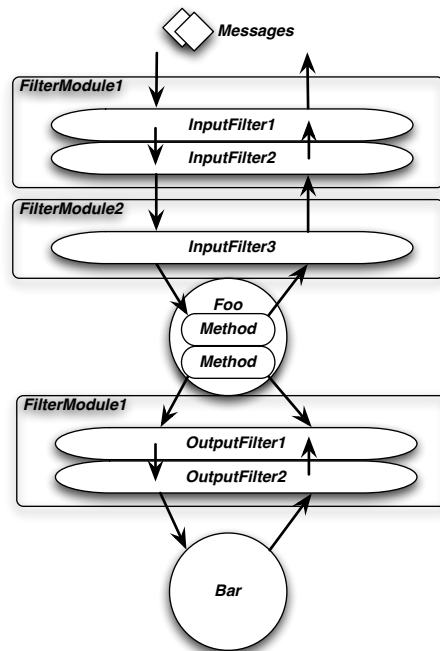 Messages
FilterModule1
InputFilter1
InputFilter2
FilterModule2
InputFilter3
Foo
Method
Method
FilterModule1
OutputFilter1
OutputFilter2
Bar